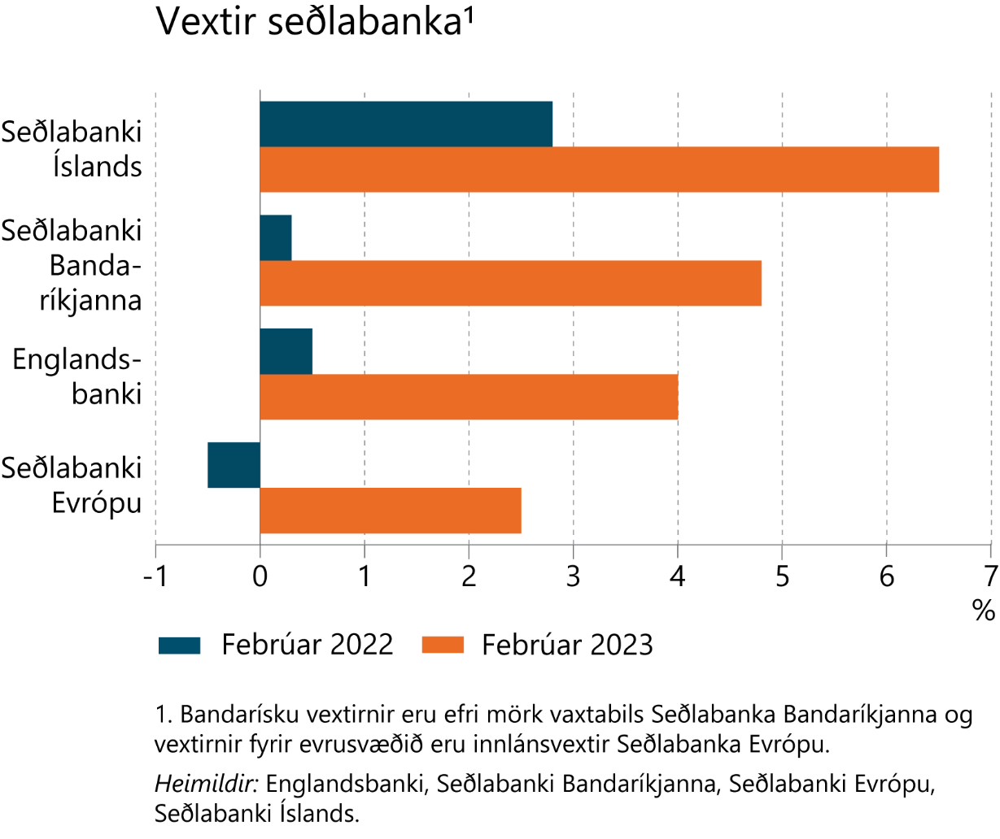 Vextir seðlabanka¹
Seðlabanki
Íslands
Seðlabanki
Banda-
ríkjanna
Englands-
banki
Seðlabanki
Evrópu
-1 0 1 2 3 4 5 6 7
%
Febrúar 2022 Febrúar 2023
1. Bandarísku vextirnir eru efri mörk vaxtabils Seðlabanka Bandaríkjanna og
vextirnir fyrir evrusvæðið eru innlánsvextir Seðlabanka Evrópu.
Heimildir: Englandsbanki, Seðlabanki Bandaríkjanna, Seðlabanki Evrópu,
Seðlabanki Íslands.